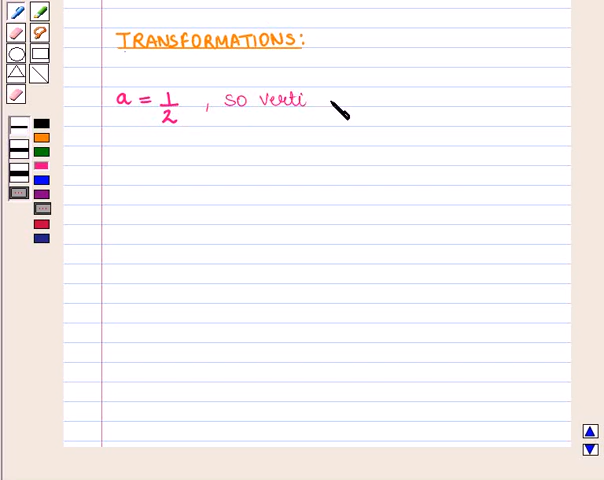 TRANSFORMATIONS:
a = 1/2 , so verti